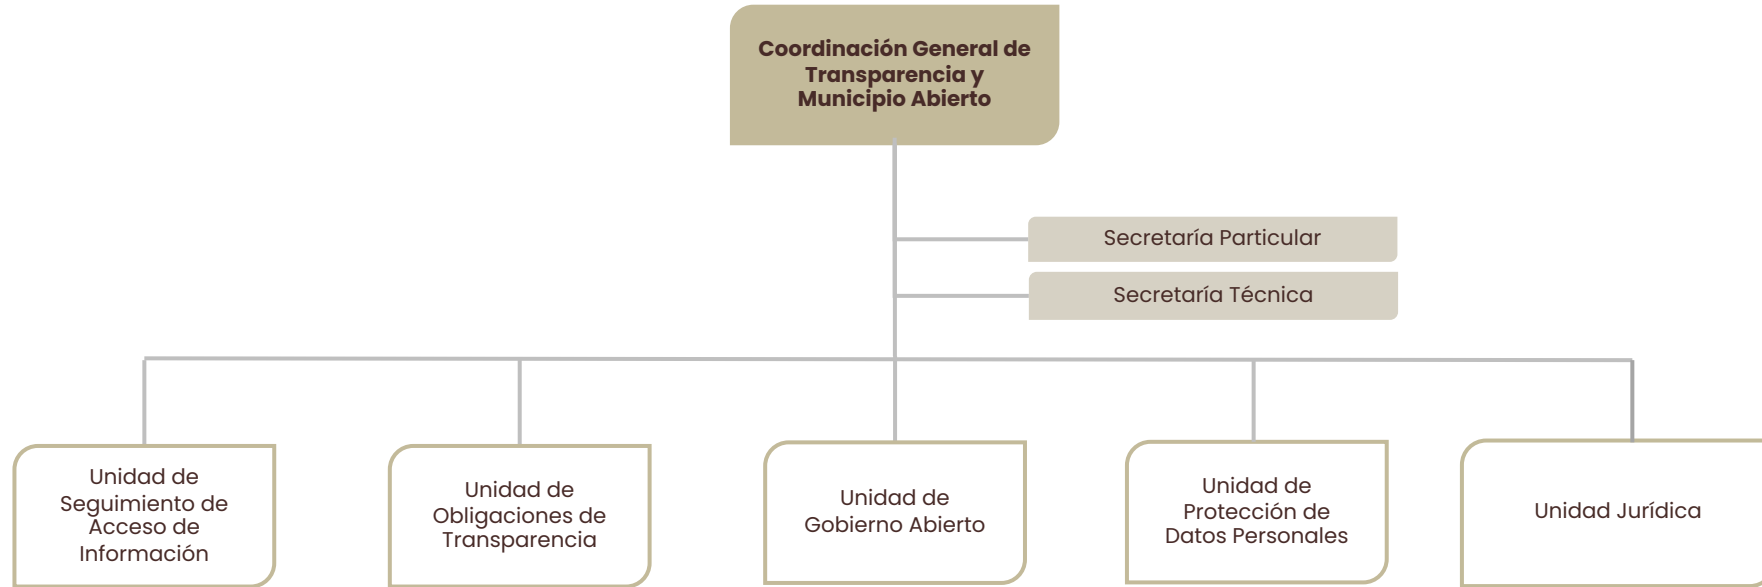 Coordinación General de
Transparencia y
Municipio Abierto
Secretaría Particular
Secretaría Técnica
Unidad de
Seguimiento de
Acceso de
Información
Unidad de
Obligaciones de
Transparencia
Unidad de
Gobierno Abierto
Unidad de
Protección de
Datos Personales
Unidad Jurídica